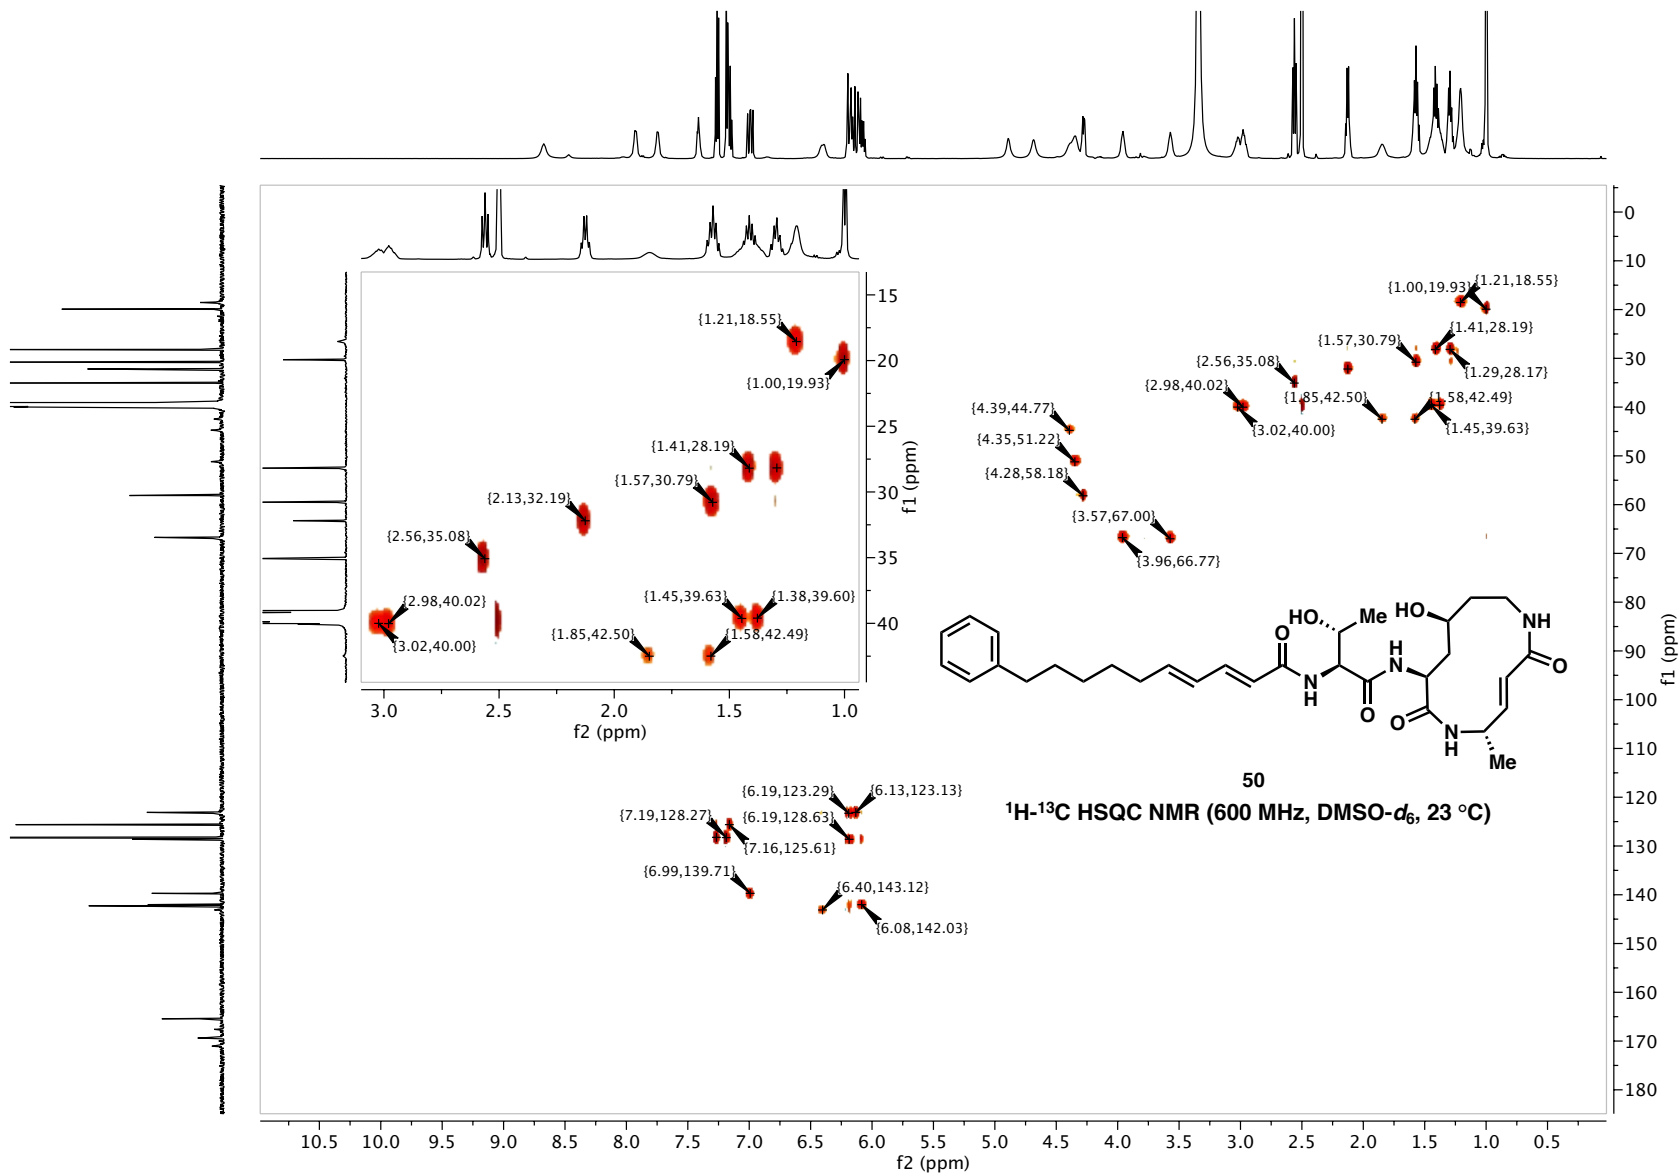 {1.00,19.93}
{1.21,18.55}
{1.57,30.79}
{1.41,28.19}
{2.56,35.08}
{1.29,28.17}
{2.98,40.02}
{1.85,42.50}
{1.58,42.49}
{3.02,40.00}
{1.45,39.63}
{4.39,44.77}
{4.35,51.22}
{4.28,58.18}
{3.57,67.00}
{3.96,66.77}
{1.21,18.55}
{1.00,19.93}
{1.41,28.19}
{1.57,30.79}
{2.13,32.19}
{2.56,35.08}
{2.98,40.02}
{1.45,39.63}
{1.38,39.60}
{1.85,42.50}
{1.58,42.49}
{3.02,40.00}
15
20
25
30
35
40
f1 (ppm)
3.0 2.5 2.0 1.5 1.0
f2 (ppm)
HO
Me
HO
NH
O
O
N
H
O
HN
O
N
H
Me
50
¹H-¹³C HSQC NMR (600 MHz, DMSO-d₆, 23 °C)
{6.19,123.29}
{6.13,123.13}
{7.19,128.27}
{6.19,128.63}
{7.16,125.61}
{6.99,139.71}
{6.40,143.12}
{6.08,142.03}
0
10
20
30
40
50
60
70
80
90
100
110
120
130
140
150
160
170
180
f1 (ppm)
10.5 10.0 9.5 9.0 8.5 8.0 7.5 7.0 6.5 6.0 5.5 5.0 4.5 4.0 3.5 3.0 2.5 2.0 1.5 1.0 0.5
f2 (ppm)